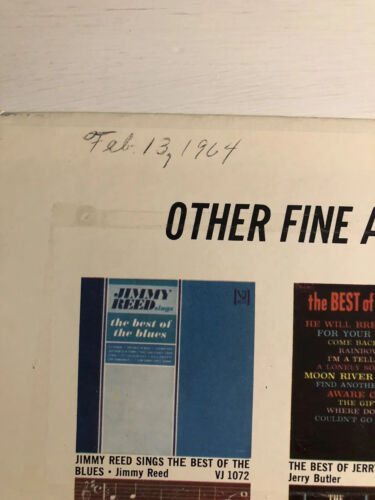 Feb. 13, 1964
OTHER FINE A
JIMMY
REED sings
the best of
the blues
VJ
JIMMY REED SINGS THE BEST OF THE
BLUES • Jimmy Reed VJ 1072
the BEST of
HE WILL BRE
FOR YOUR
COME BACK
RAINBOW
I'M A TELL
A LONELY SO
MOON RIVER
FIND ANOTHE
AWARE O
THE GIF
WHERE DO
COULDN'T GO
THE BEST OF JERR
Jerry Butler
THE